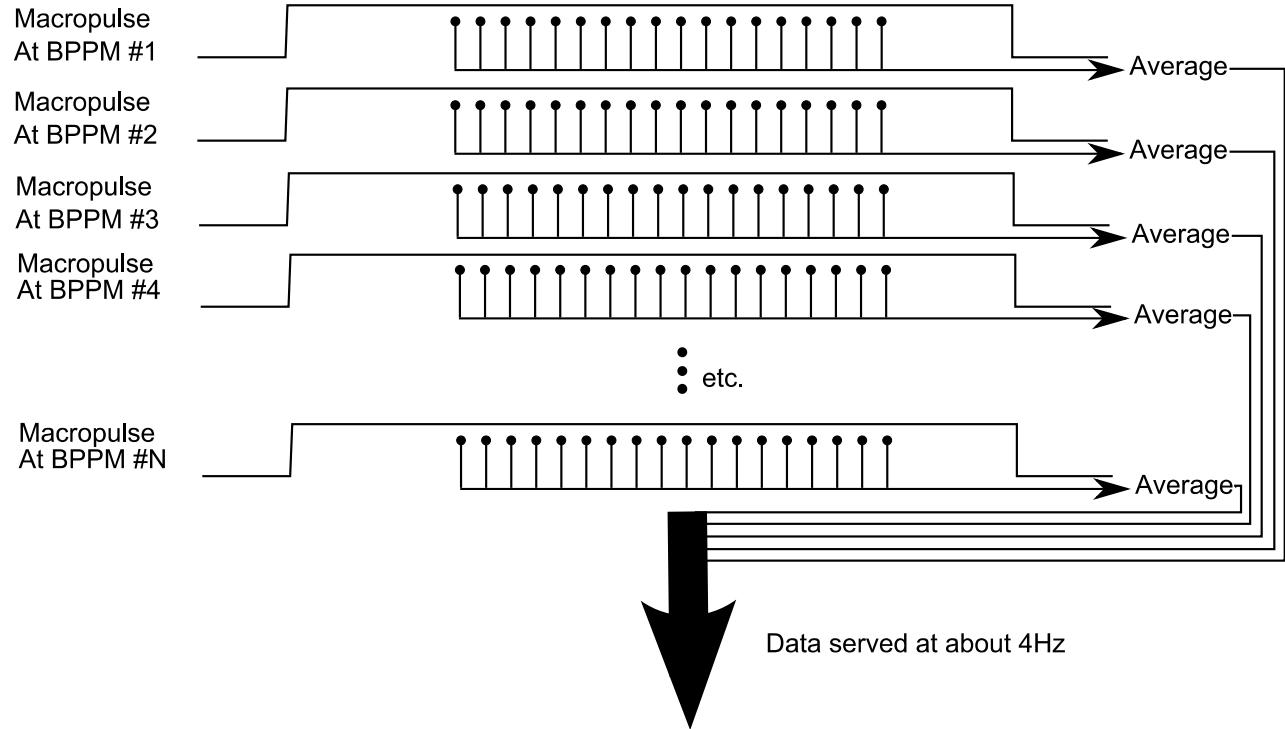 Macropulse
At BPPM #1
Average
Macropulse
At BPPM #2
Average
Macropulse
At BPPM #3
Average
Macropulse
At BPPM #4
Average
etc.
Macropulse
At BPPM #N
Average
Data served at about 4Hz